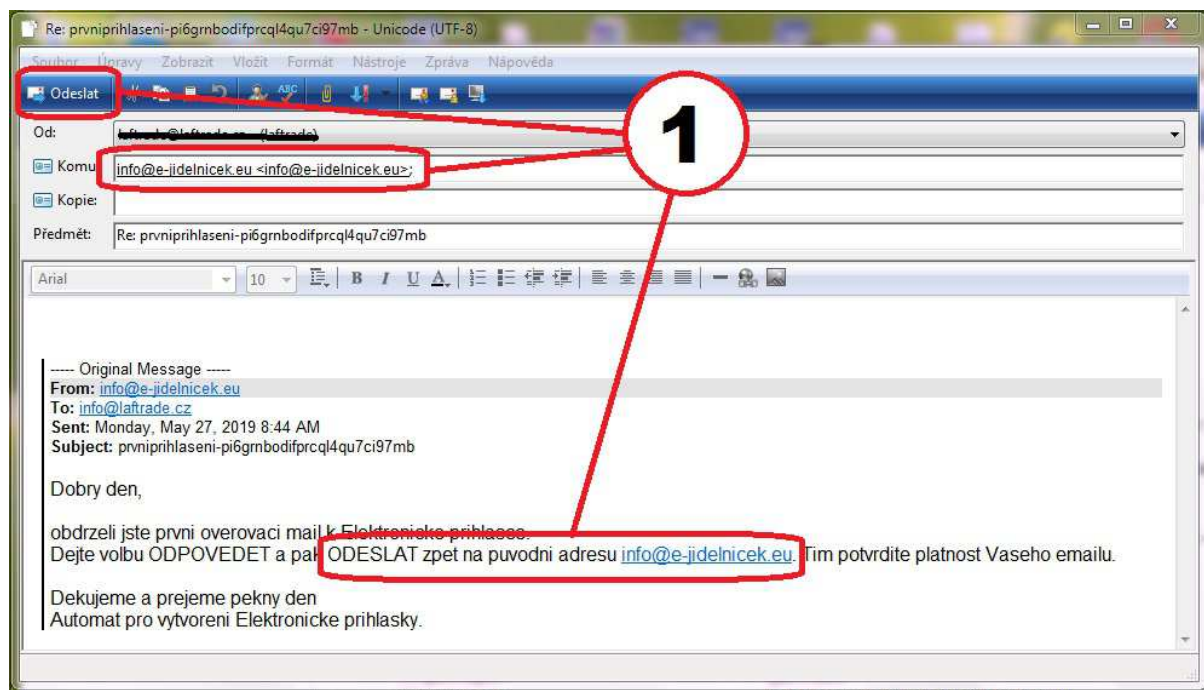 Re: prvniprihlaseni-pi6grnbodifprcql4qu7ci97mb - Unicode (UTF-8)
Soubor Úpravy Zobrazit Vložit Formát Nástroje Zpráva Nápověda
Odeslat
1
Od:
Komu info@e-jidelnicek.eu <info@e-jidelnicek.eu>;
Kopie:
Předmět: Re: prvniprihlaseni-pi6grnbodifprcql4qu7ci97mb
Arial 10 B I U A
----- Original Message -----
From: info@e-jidelnicek.eu
To: info@laftrade.cz
Sent: Monday, May 27, 2019 8:44 AM
Subject: prvniprihlaseni-pi6grnbodifprcql4qu7ci97mb
Dobry den,
obdrzeli jste prvni overovaci mail k Elektronicke prihlasce.
Dejte volbu ODPOVEDET a pak ODESLAT zpet na puvodni adresu info@e-jidelnicek.eu. Tim potvrdite platnost Vaseho emailu.
Dekujeme a prejeme pekny den
Automat pro vytvoreni Elektronicke prihlasky.